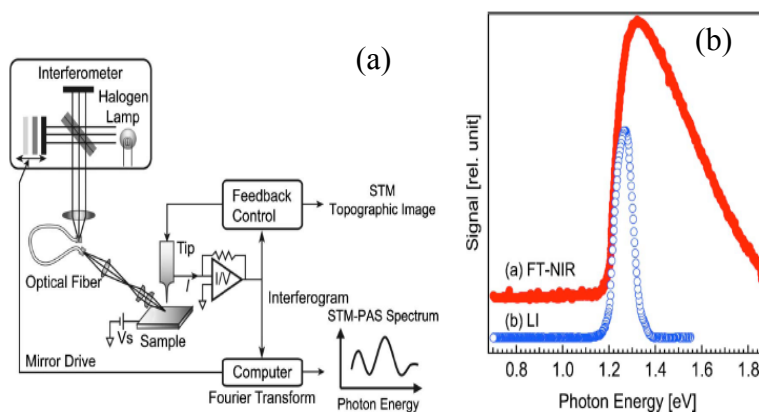 (a)
Interferometer
Halogen
Lamp
Optical Fiber
Tip
I
I/V
Feedback
Control
STM
Topographic Image
Interferogram
STM-PAS Spectrum
Vs
Sample
Mirror Drive
Computer
Fourier Transform
Photon Energy
(b)
Signal [rel. unit]
(a) FT-NIR
(b) LI
0.8 1.0 1.2 1.4 1.6 1.8
Photon Energy [eV]